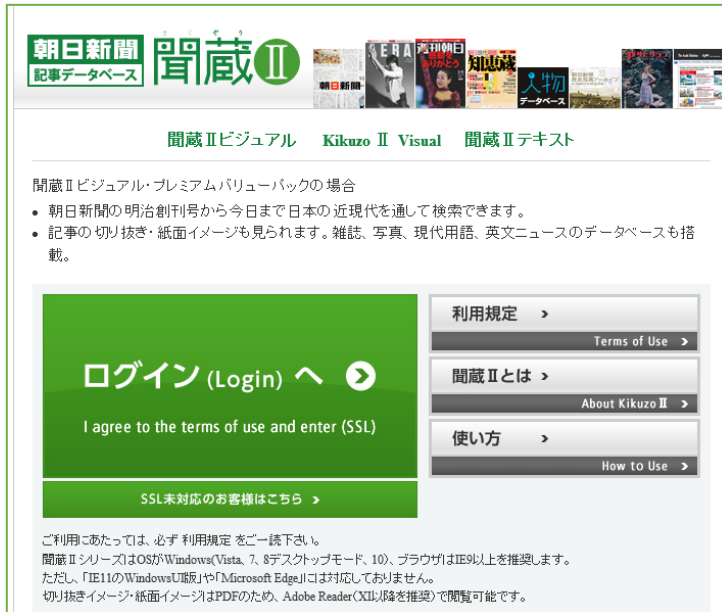 朝日新聞
記事データベース
きくぞう
聞蔵Ⅱ
朝日新聞
AERA
週刊朝日
知恵蔵
人物
データベース
聞蔵Ⅱビジュアル Kikuzo Ⅱ Visual 聞蔵Ⅱテキスト
聞蔵Ⅱビジュアル・プレミアムバリューパックの場合
• 朝日新聞の明治創刊号から今日まで日本の近現代を通して検索できます。
• 記事の切り抜き・紙面イメージも見られます。雑誌、写真、現代用語、英文ニュースのデータベースも搭
載。
ログイン (Login) へ
I agree to the terms of use and enter (SSL)
SSL未対応のお客様はこちら ›
利用規定 ›
Terms of Use ›
聞蔵Ⅱとは ›
About Kikuzo Ⅱ ›
使い方 ›
How to Use ›
ご利用にあたっては、必ず 利用規定 をご一読下さい。
聞蔵ⅡシリーズはOSがWindows(Vista、7、8デスクトップモード、10)、ブラウザはIE9以上を推奨します。
ただし、「IE11のWindowsUI版」や「Microsoft Edge」には対応しておりません。
切り抜きイメージ・紙面イメージはPDFのため、Adobe Reader(XI以降を推奨)で閲覧可能です。